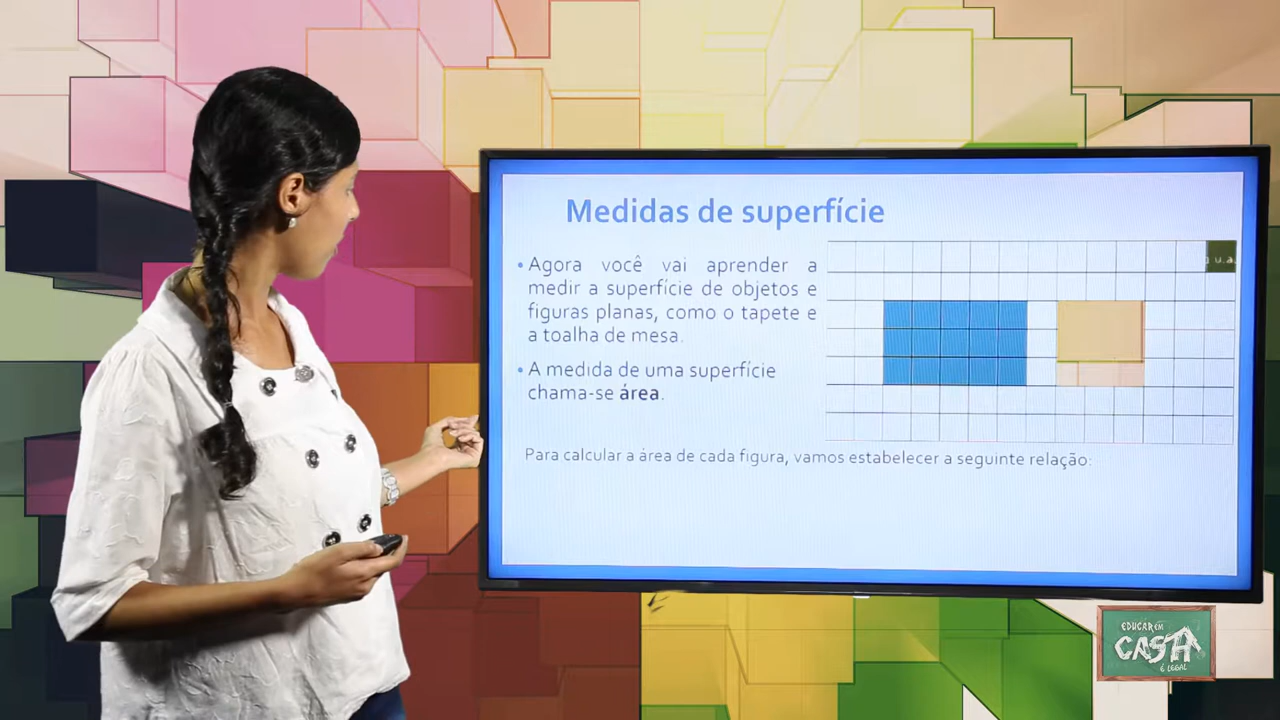 Medidas de superfície
• Agora você vai aprender a
medir a superfície de objetos e
figuras planas, como o tapete e
a toalha de mesa.
• A medida de uma superfície
chama-se área.
u.a.
Para calcular a área de cada figura, vamos estabelecer a seguinte relação:
EDUCAR EM
CASA
É LEGAL